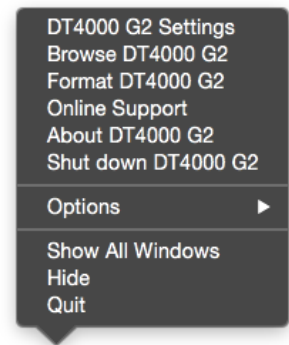 DT4000 G2 Settings
Browse DT4000 G2
Format DT4000 G2
Online Support
About DT4000 G2
Shut down DT4000 G2
Options
Show All Windows
Hide
Quit